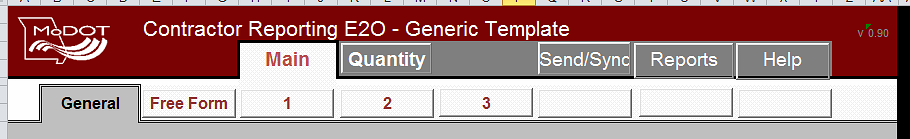 MoDOT
Contractor Reporting E2O - Generic Template
v 0.90
Main Quantity Send/Sync Reports Help
General Free Form 1 2 3